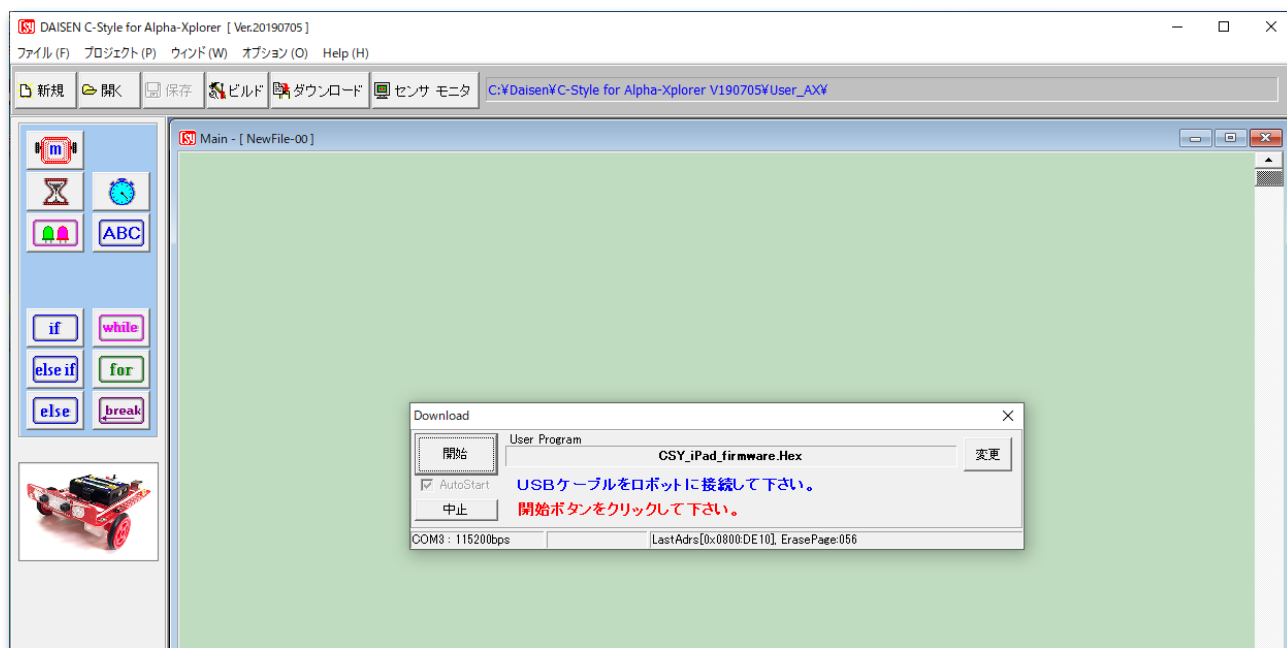 DAISEN C-Style for Alpha-Xplorer [ Ver.20190705 ]
ファイル (F) プロジェクト (P) ウィンド (W) オプション (O) Help (H)
新規 開く 保存 ビルド ダウンロード センサ モニタ C:¥Daisen¥C-Style for Alpha-Xplorer V190705¥User_AX¥
Main - [ NewFile-00 ]
m
ABC
if while
else if for
else break
Download
開始 User Program
CSY_iPad_firmware.Hex 変更
AutoStart USBケーブルをロボットに接続して下さい。
中止 開始ボタンをクリックして下さい。
COM3 : 115200bps LastAdrs[0x0800:DE10], ErasePage:056